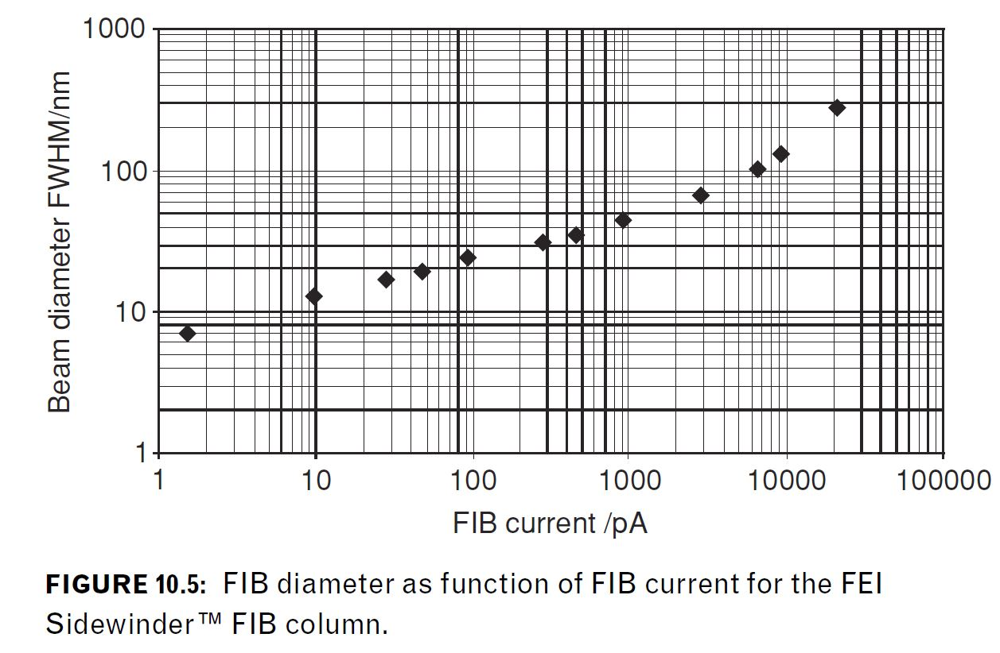 1000
100
10
1
Beam diameter FWHM/nm
1 10 100 1000 10000 100000
FIB current /pA
FIGURE 10.5: FIB diameter as function of FIB current for the FEI
Sidewinder™ FIB column.